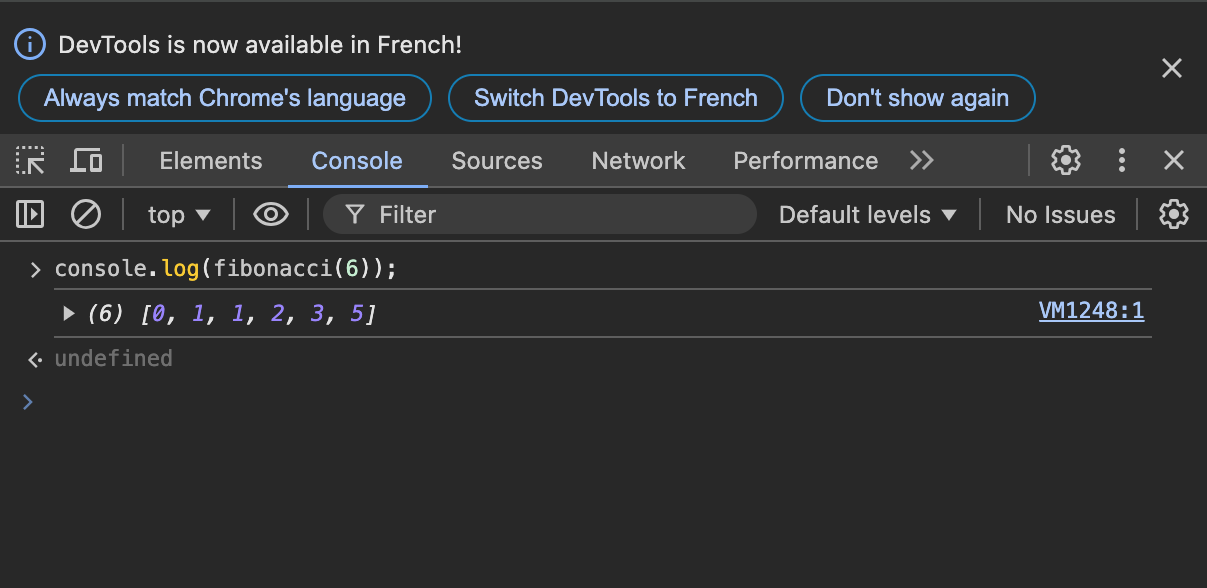 DevTools is now available in French!
Always match Chrome's language Switch DevTools to French Don't show again
Elements Console Sources Network Performance
top Filter Default levels No Issues
console.log(fibonacci(6));
(6) [0, 1, 1, 2, 3, 5] VM1248:1
undefined